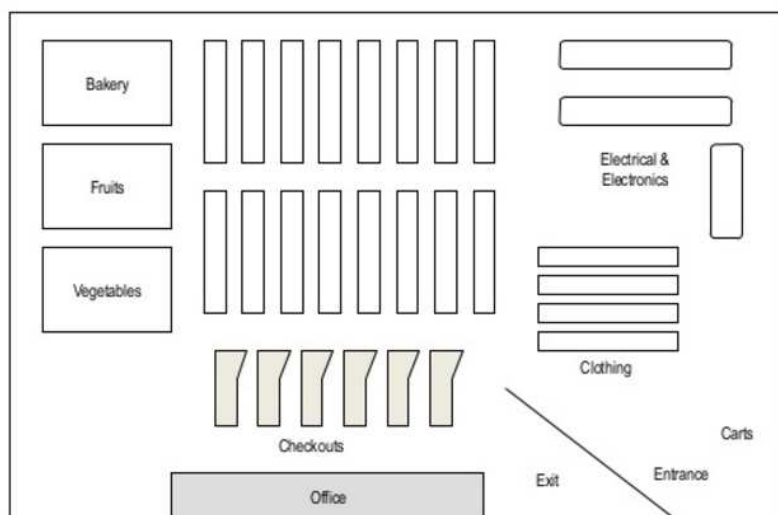 Bakery
Fruits
Vegetables
Electrical &
Electronics
Clothing
Checkouts
Carts
Entrance
Exit
Office